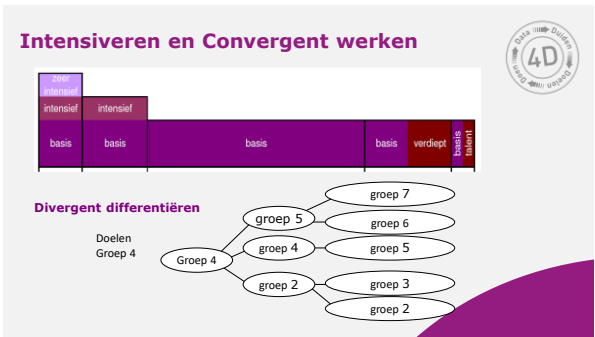 Intensiveren en Convergent werken
Data Duiden
4D
Doen Doelen
zeer
intensief
intensief intensief
basis basis basis basis verdiept basis talent
Divergent differentiëren
Doelen
Groep 4
Groep 4
groep 5
groep 4
groep 2
groep 7
groep 6
groep 5
groep 3
groep 2